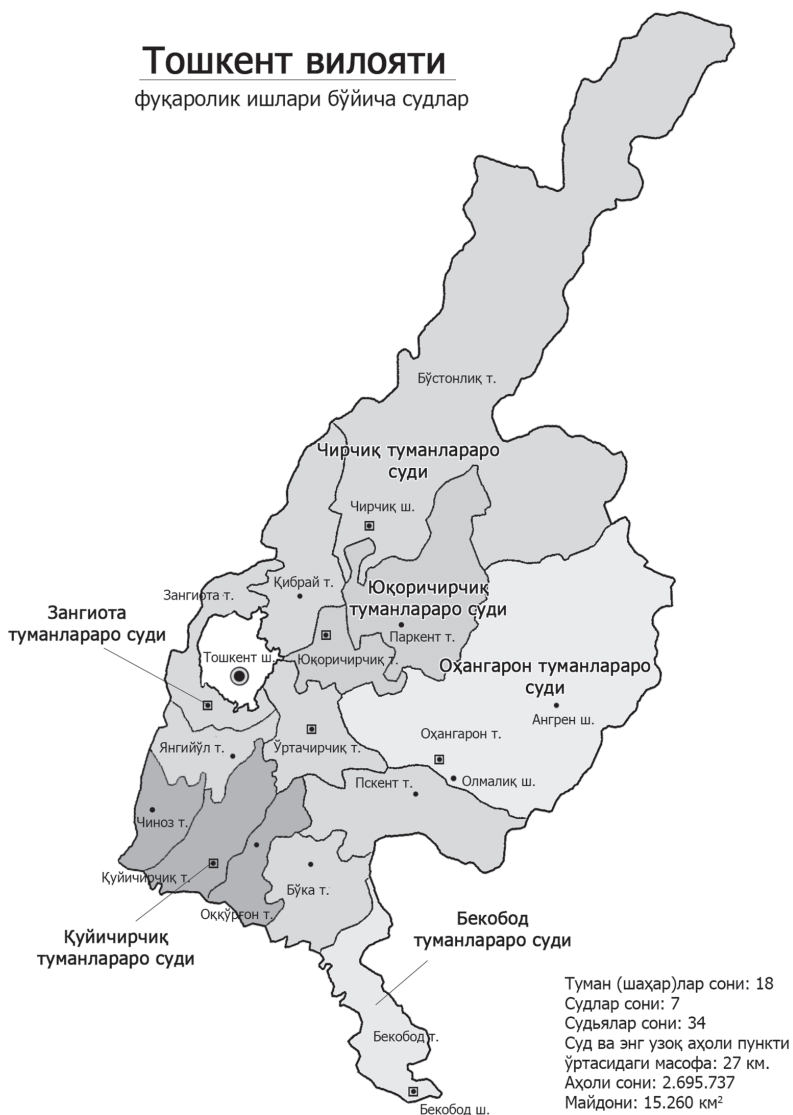 Тошкент вилояти
фуқаролик ишлари бўйича судлар
Бўстонлиқ т.
Чирчиқ туманлараро
суди
Чирчиқ ш.
Қибрай т.
Зангиота т.
Юқоричирчиқ
туманлараро суди
Зангиота
туманлараро суди
Паркент т.
Тошкент ш.
Юқоричирчиқ т.
Оҳангарон туманлараро
суди
Ангрен ш.
Оҳангарон т.
Янгийўл т.
Ўртачирчиқ т.
Олмалиқ ш.
Пскент т.
Чиноз т.
Қуйичирчиқ т.
Бўка т.
Оққўрғон т.
Қуйичирчиқ
туманлараро суди
Бекобод
туманлараро суди
Туман (шаҳар)лар сони: 18
Судлар сони: 7
Судьялар сони: 34
Суд ва энг узоқ аҳоли пункти
ўртасидаги масофа: 27 км.
Аҳоли сони: 2.695.737
Майдони: 15.260 км²
Бекобод т.
Бекобод ш.